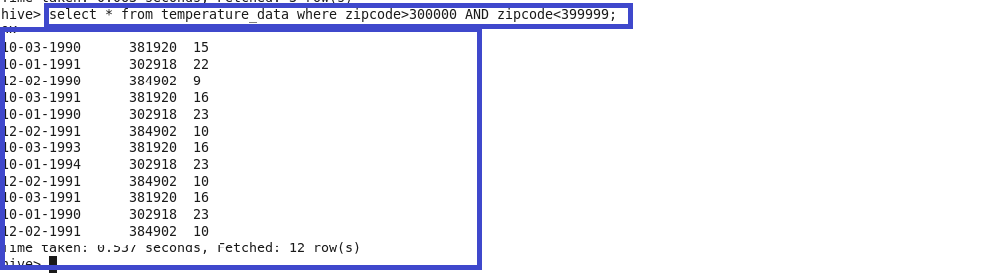 hive> select * from temperature_data where zipcode>300000 AND zipcode<399999;
OK
10-03-1990 381920 15
10-01-1991 302918 22
12-02-1990 384902 9
10-03-1991 381920 16
10-01-1990 302918 23
12-02-1991 384902 10
10-03-1993 381920 16
10-01-1994 302918 23
12-02-1991 384902 10
10-03-1991 381920 16
10-01-1990 302918 23
12-02-1991 384902 10
Time taken: 0.537 seconds, Fetched: 12 row(s)
hive>